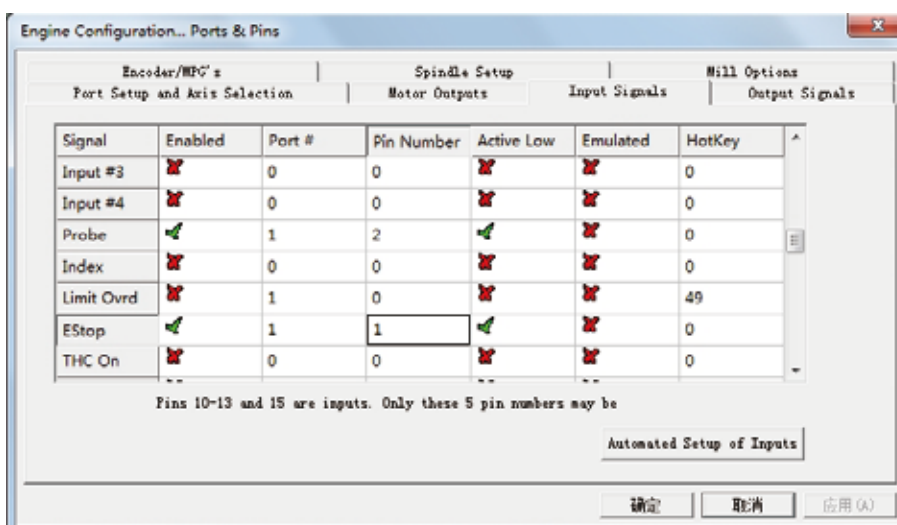 Engine Configuration... Ports & Pins
Encoder/MPG's Spindle Setup Mill Options
Port Setup and Axis Selection Motor Outputs Input Signals Output Signals
Signal Enabled Port # Pin Number Active Low Emulated HotKey
Input #3 0 0 0
Input #4 0 0 0
Probe 1 2 0
Index 0 0 0
Limit Ovrd 1 0 49
EStop 1 1 0
THC On 0 0 0
Pins 10-13 and 15 are inputs. Only these 5 pin numbers may be
Automated Setup of Inputs
确定 取消 应用(A)